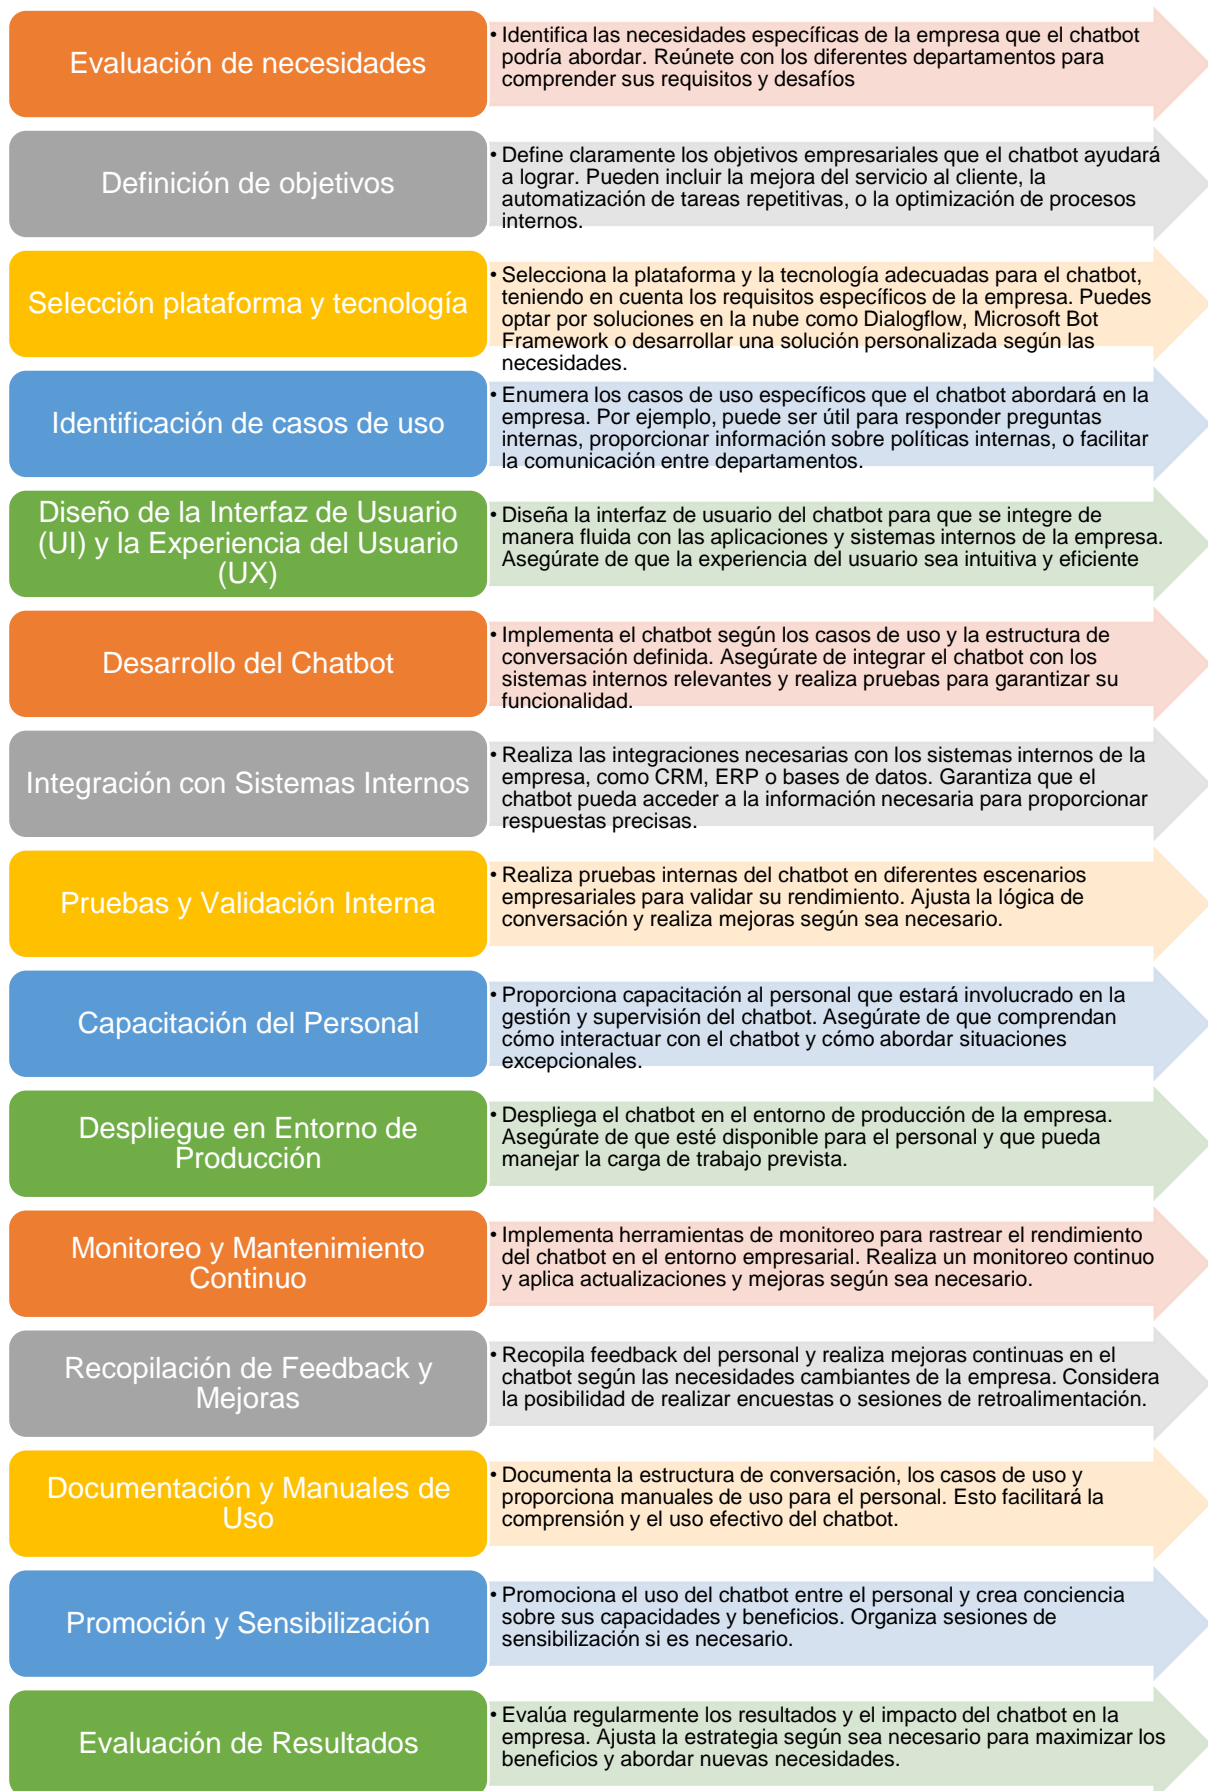 Evaluación de necesidades
• Identifica las necesidades específicas de la empresa que el chatbot
podría abordar. Reúnete con los diferentes departamentos para
comprender sus requisitos y desafíos
Definición de objetivos
• Define claramente los objetivos empresariales que el chatbot ayudará
a lograr. Pueden incluir la mejora del servicio al cliente, la
automatización de tareas repetitivas, o la optimización de procesos
internos.
Selección plataforma y tecnología
• Selecciona la plataforma y la tecnología adecuadas para el chatbot,
teniendo en cuenta los requisitos específicos de la empresa. Puedes
optar por soluciones en la nube como Dialogflow, Microsoft Bot
Framework o desarrollar una solución personalizada según las
necesidades.
Identificación de casos de uso
• Enumera los casos de uso específicos que el chatbot abordará en la
empresa. Por ejemplo, puede ser útil para responder preguntas
internas, proporcionar información sobre políticas internas, o facilitar
la comunicación entre departamentos.
Diseño de la Interfaz de Usuario
(UI) y la Experiencia del Usuario
(UX)
• Diseña la interfaz de usuario del chatbot para que se integre de
manera fluida con las aplicaciones y sistemas internos de la empresa.
Asegúrate de que la experiencia del usuario sea intuitiva y eficiente
Desarrollo del Chatbot
• Implementa el chatbot según los casos de uso y la estructura de
conversación definida. Asegúrate de integrar el chatbot con los
sistemas internos relevantes y realiza pruebas para garantizar su
funcionalidad.
Integración con Sistemas Internos
• Realiza las integraciones necesarias con los sistemas internos de la
empresa, como CRM, ERP o bases de datos. Garantiza que el
chatbot pueda acceder a la información necesaria para proporcionar
respuestas precisas.
Pruebas y Validación Interna
• Realiza pruebas internas del chatbot en diferentes escenarios
empresariales para validar su rendimiento. Ajusta la lógica de
conversación y realiza mejoras según sea necesario.
Capacitación del Personal
• Proporciona capacitación al personal que estará involucrado en la
gestión y supervisión del chatbot. Asegúrate de que comprendan
cómo interactuar con el chatbot y cómo abordar situaciones
excepcionales.
Despliegue en Entorno de
Producción
• Despliega el chatbot en el entorno de producción de la empresa.
Asegúrate de que esté disponible para el personal y que pueda
manejar la carga de trabajo prevista.
Monitoreo y Mantenimiento
Continuo
• Implementa herramientas de monitoreo para rastrear el rendimiento
del chatbot en el entorno empresarial. Realiza un monitoreo continuo
y aplica actualizaciones y mejoras según sea necesario.
Recopilación de Feedback y
Mejoras
• Recopila feedback del personal y realiza mejoras continuas en el
chatbot según las necesidades cambiantes de la empresa. Considera
la posibilidad de realizar encuestas o sesiones de retroalimentación.
Documentación y Manuales de
Uso
• Documenta la estructura de conversación, los casos de uso y
proporciona manuales de uso para el personal. Esto facilitará la
comprensión y el uso efectivo del chatbot.
Promoción y Sensibilización
• Promociona el uso del chatbot entre el personal y crea conciencia
sobre sus capacidades y beneficios. Organiza sesiones de
sensibilización si es necesario.
Evaluación de Resultados
• Evalúa regularmente los resultados y el impacto del chatbot en la
empresa. Ajusta la estrategia según sea necesario para maximizar los
beneficios y abordar nuevas necesidades.